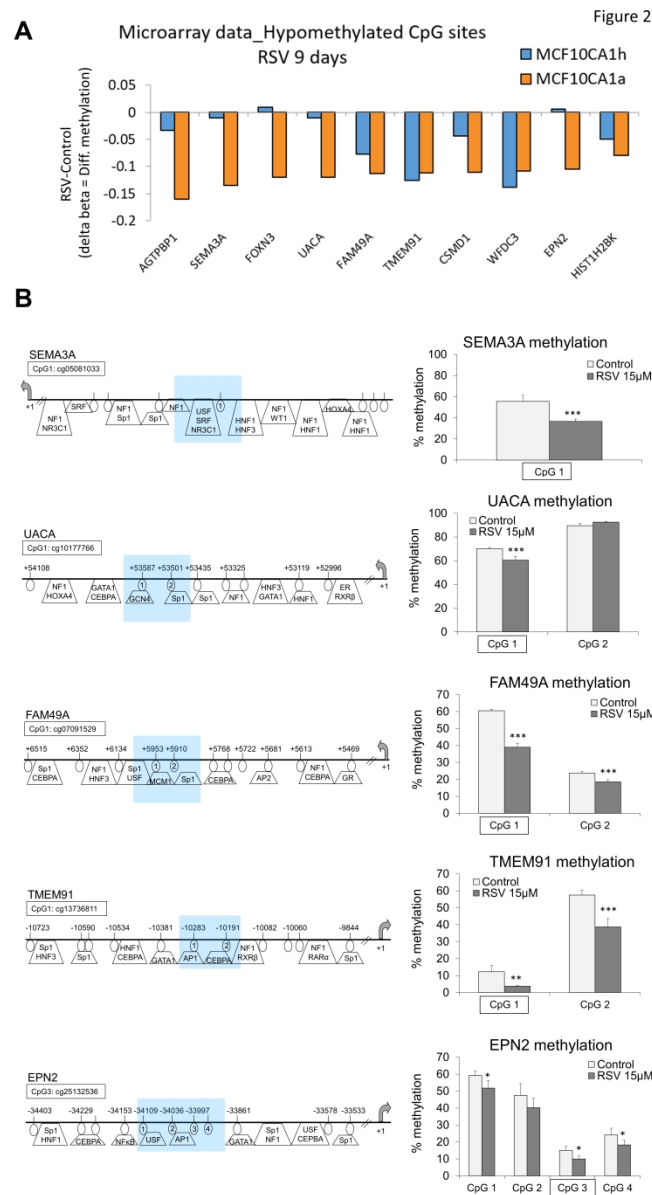 Figure 2
A
Microarray data_Hypomethylated CpG sites
RSV 9 days
MCF10CA1h
MCF10CA1a
RSV-Control
(delta beta = Diff. methylation)
0.05
0
-0.05
-0.1
-0.15
-0.2
AGTPBP1
SEMA3A
FOXN3
UACA
FAM49A
TMEM91
CSMD1
WFDC3
EPN2
HIST1H2BK
B
SEMA3A
CpG1: cg05081033
+1
NF1
NR3C1
SRF
NF1
Sp1
Sp1
NF1
USF
SRF
NR3C1
1
HNF1
HNF3
NF1
WT1
NF1
HNF1
HOXA4
NF1
HNF1
SEMA3A methylation
Control
RSV 15µM
% methylation
100
80
60
40
20
0
***
CpG 1
UACA
CpG1: cg10177766
+54108 +53587 +53501 +53435 +53325 +53119 +52996
+1
NF1
HOXA4
GATA1
CEBPA
1
GCN4
2
Sp1
Sp1
NF1
HNF3
GATA1
HNF1
ER
RXRβ
UACA methylation
Control
RSV 15µM
% methylation
100
80
60
40
20
0
***
CpG 1
CpG 2
FAM49A
CpG1: cg07091529
+6515 +6352 +6134 +5953 +5910 +5768 +5722 +5681 +5613 +5469
+1
Sp1
CEBPA
NF1
HNF3
Sp1
USF
1
MCM1
2
Sp1
CEBPA
AP2
NF1
CEBPA
GR
FAM49A methylation
Control
RSV 15µM
% methylation
70
60
50
40
30
20
10
0
***
***
CpG 1
CpG 2
TMEM91
CpG1: cg13736811
-10723 -10590 -10534 -10381 -10283 -10191 -10082 -10060 -9844
+1
Sp1
HNF3
Sp1
HNF1
CEBPA
GATA1
1
AP1
2
CEBPA
NF1
RXRβ
NF1
RARα
Sp1
TMEM91 methylation
Control
RSV 15µM
% methylation
70
60
50
40
30
20
10
0
**
***
CpG 1
CpG 2
EPN2
CpG3: cg25132536
-34403 -34229 -34153 -34109 -34036 -33997 -33861 -33578 -33533
+1
Sp1
HNF1
CEBPA
NFκB
1
USF
2
AP1
3
4
GATA1
Sp1
NF1
USF
CEPBA
Sp1
EPN2 methylation
Control
RSV 15µM
% methylation
70
60
50
40
30
20
10
0
*
*
*
CpG 1
CpG 2
CpG 3
CpG 4